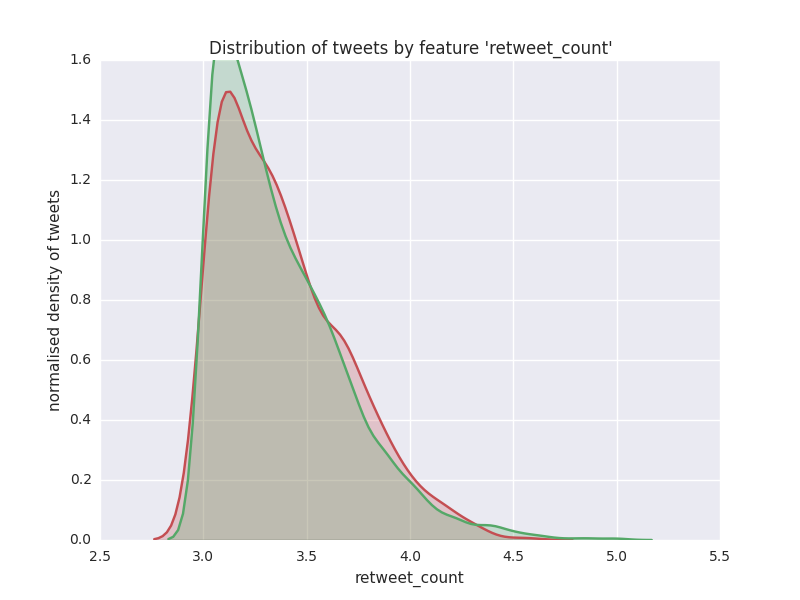 Distribution of tweets by feature 'retweet_count'
1.6
1.4
1.2
1.0
0.8
0.6
0.4
0.2
0.0
normalised density of tweets
2.5 3.0 3.5 4.0 4.5 5.0 5.5
retweet_count